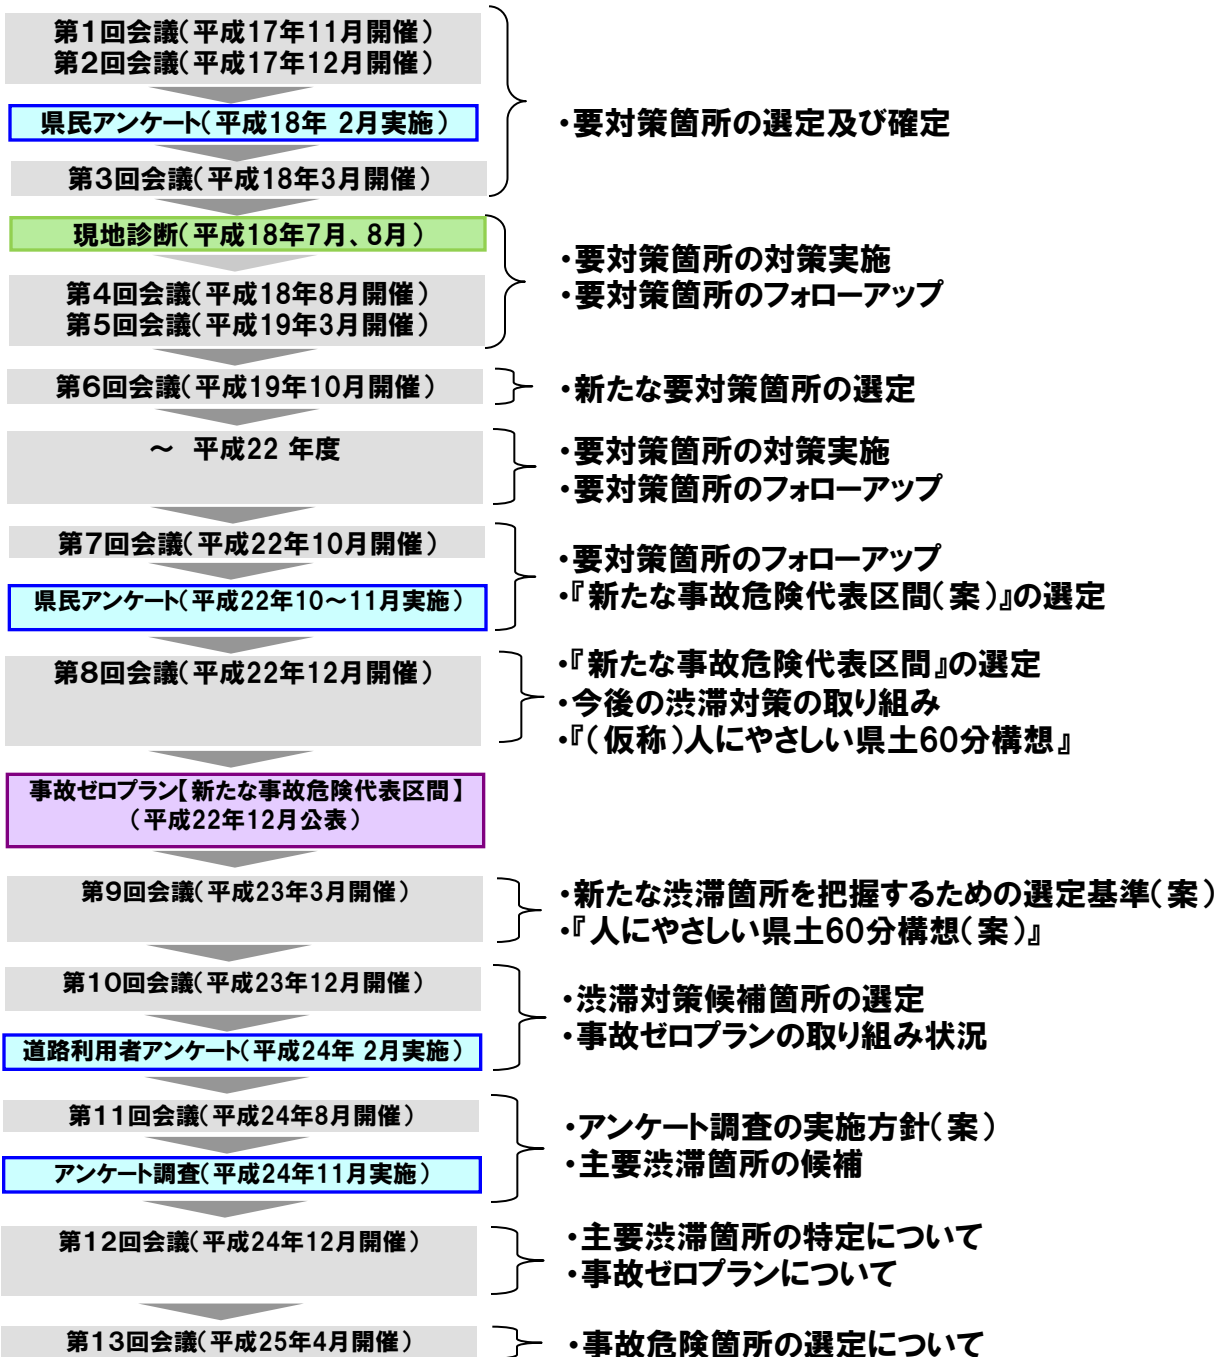 第1回会議(平成17年11月開催)
第2回会議(平成17年12月開催)
県民アンケート(平成18年 2月実施)
第3回会議(平成18年3月開催)
・要対策箇所の選定及び確定
現地診断(平成18年7月、8月)
第4回会議(平成18年8月開催)
第5回会議(平成19年3月開催)
・要対策箇所の対策実施
・要対策箇所のフォローアップ
第6回会議(平成19年10月開催)
・新たな要対策箇所の選定
～ 平成22 年度
・要対策箇所の対策実施
・要対策箇所のフォローアップ
第7回会議(平成22年10月開催)
県民アンケート(平成22年10～11月実施)
・要対策箇所のフォローアップ
・『新たな事故危険代表区間(案)』の選定
第8回会議(平成22年12月開催)
・『新たな事故危険代表区間』の選定
・今後の渋滞対策の取り組み
・『(仮称)人にやさしい県土60分構想』
事故ゼロプラン【新たな事故危険代表区間】
(平成22年12月公表)
第9回会議(平成23年3月開催)
・新たな渋滞箇所を把握するための選定基準(案)
・『人にやさしい県土60分構想(案)』
第10回会議(平成23年12月開催)
道路利用者アンケート(平成24年 2月実施)
・渋滞対策候補箇所の選定
・事故ゼロプランの取り組み状況
第11回会議(平成24年8月開催)
アンケート調査(平成24年11月実施)
・アンケート調査の実施方針(案)
・主要渋滞箇所の候補
第12回会議(平成24年12月開催)
・主要渋滞箇所の特定について
・事故ゼロプランについて
第13回会議(平成25年4月開催)
・事故危険箇所の選定について